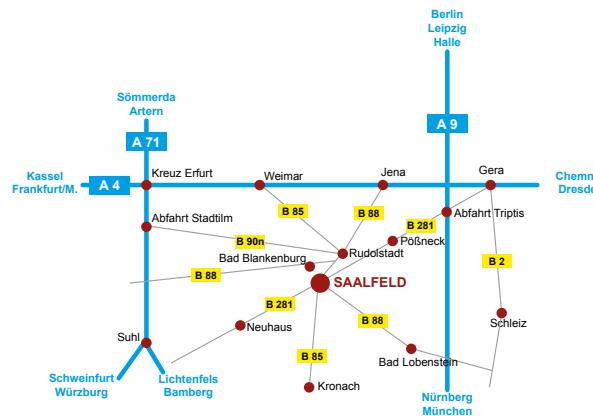 Berlin
Leipzig
Halle
Sömmerda
Artern
A 71
A 9
Kassel
Frankfurt/M.
A 4
Kreuz Erfurt
Weimar
Jena
Gera
Chemn
Dresde
B 85
B 88
B 281
Abfahrt Triptis
Abfahrt Stadtilm
B 90n
Pößneck
Rudolstadt
Bad Blankenburg
B 88
B 2
SAALFELD
B 281
Neuhaus
B 88
Schleiz
Suhl
B 85
Bad Lobenstein
Schweinfurt
Würzburg
Lichtenfels
Bamberg
Kronach
Nürnberg
München